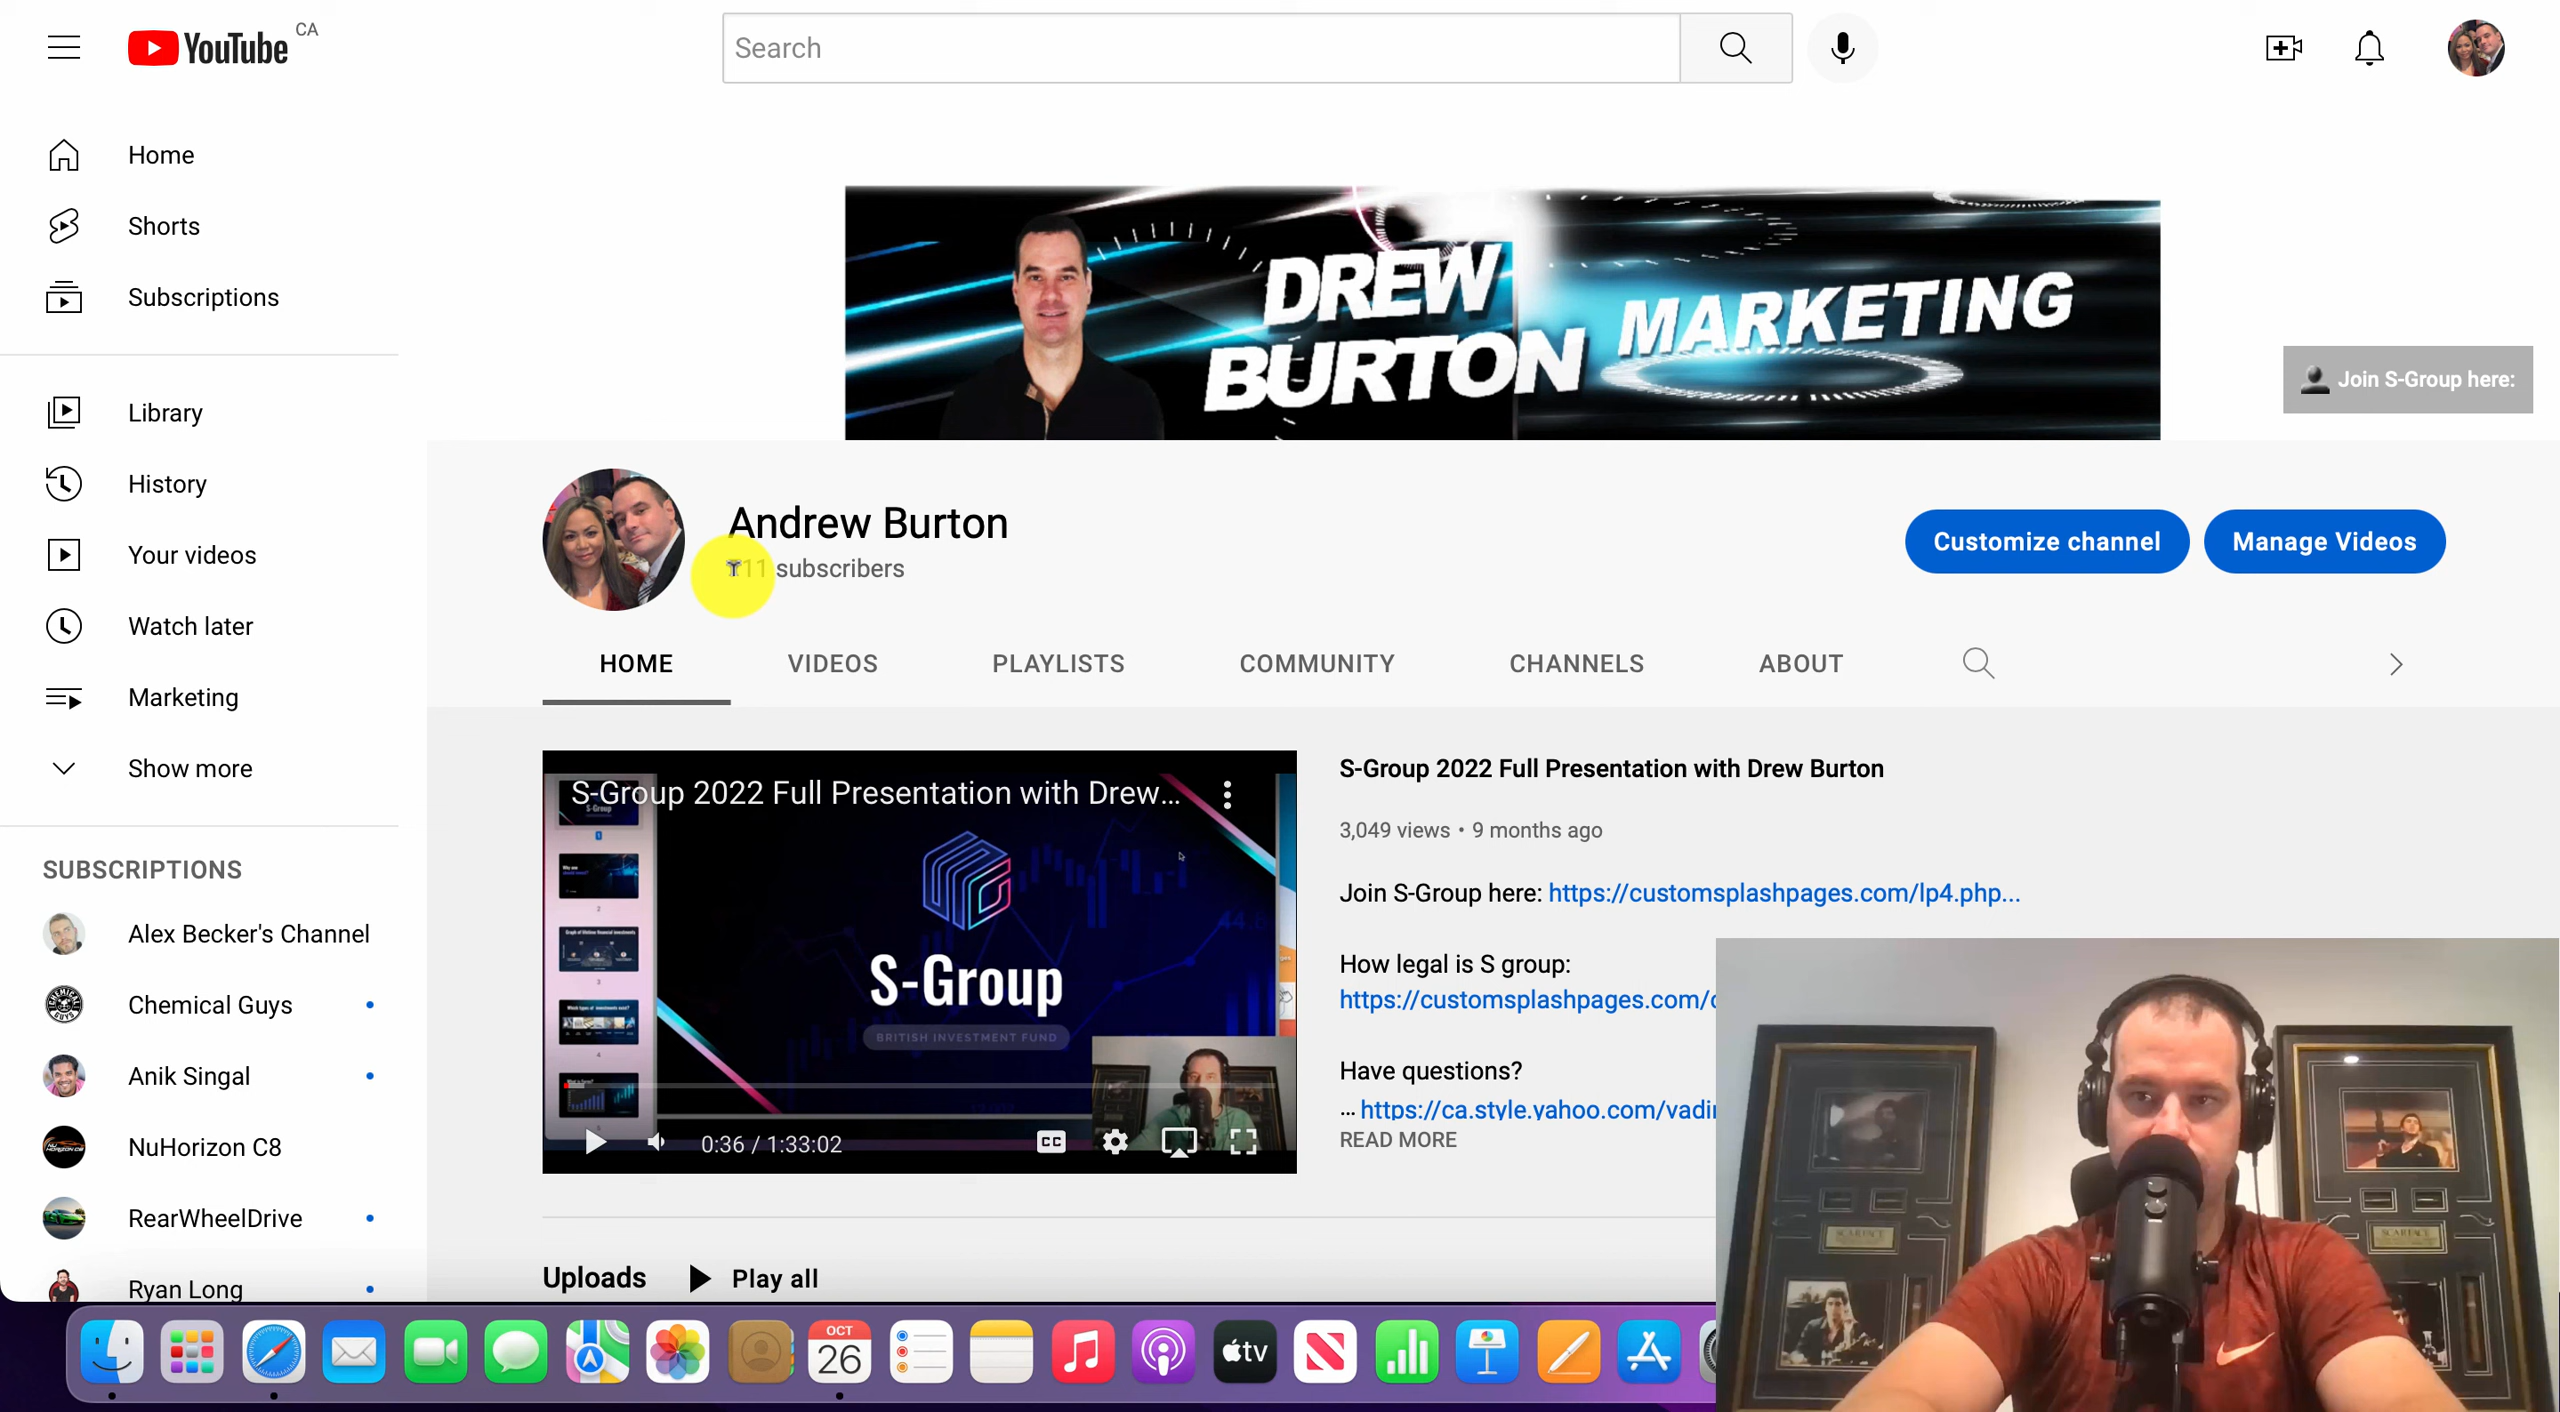 YouTube CA
Search
Home
Shorts
Subscriptions
Library
History
Your videos
Watch later
Marketing
Show more
SUBSCRIPTIONS
Alex Becker's Channel
Chemical Guys
Anik Singal
NuHorizon C8
RearWheelDrive
Ryan Long
DREW
BURTON
MARKETING
Join S-Group here:
Andrew Burton
subscribers
Customize channel
Manage Videos
HOME
VIDEOS
PLAYLISTS
COMMUNITY
CHANNELS
ABOUT
S-Group 2022 Full Presentation with Drew...
S-Group
BRITISH INVESTMENT FUND
0:36 / 1:33:02
CC
S-Group 2022 Full Presentation with Drew Burton
3,049 views • 9 months ago
Join S-Group here: https://customsplashpages.com/lp4.php...
How legal is S group:
https://customsplashpages.com/
Have questions?
... https://ca.style.yahoo.com/vadi
READ MORE
Uploads
Play all
OCT
26
tv
SCARFACE
SCARFACE